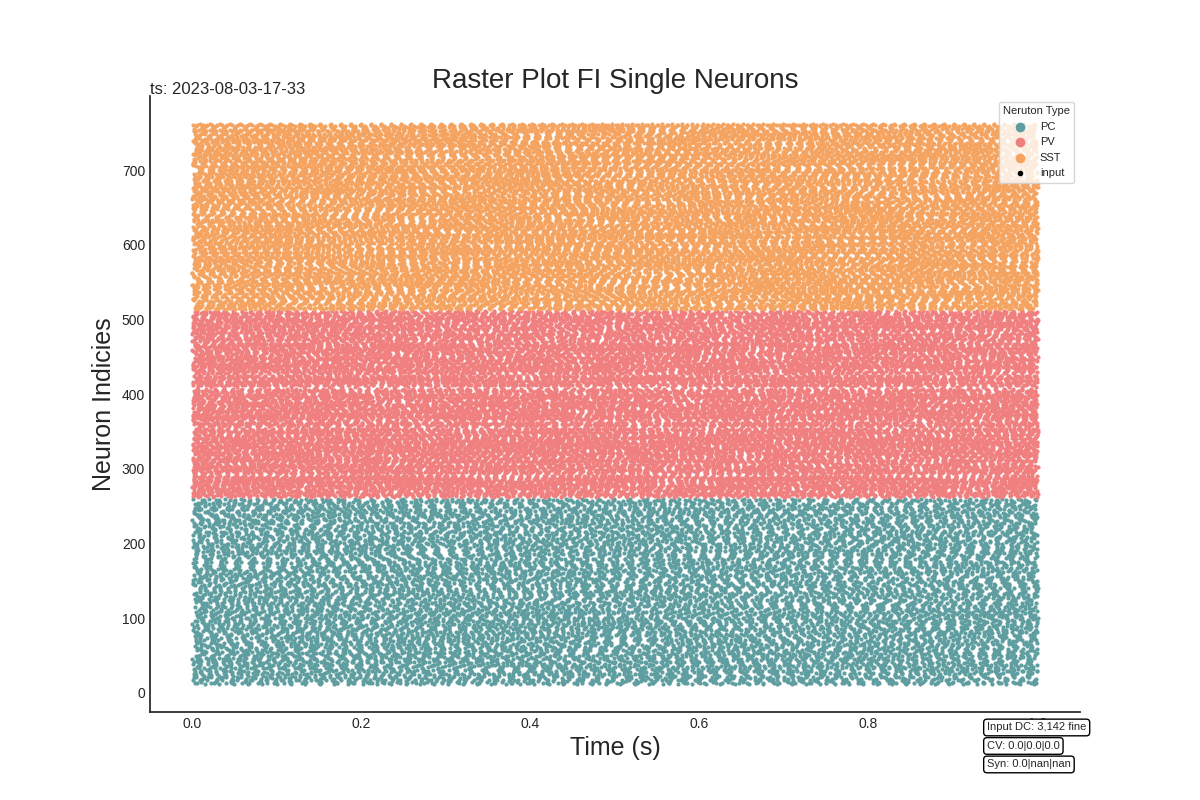 Raster Plot FI Single Neurons
ts: 2023-08-03-17-33
Neruton Type
PC
PV
SST
input
Neuron Indicies
700
600
500
400
300
200
100
0
0.0 0.2 0.4 0.6 0.8
Time (s)
Input DC: 3,142 fine
CV: 0.0|0.0|0.0
Syn: 0.0|nan|nan